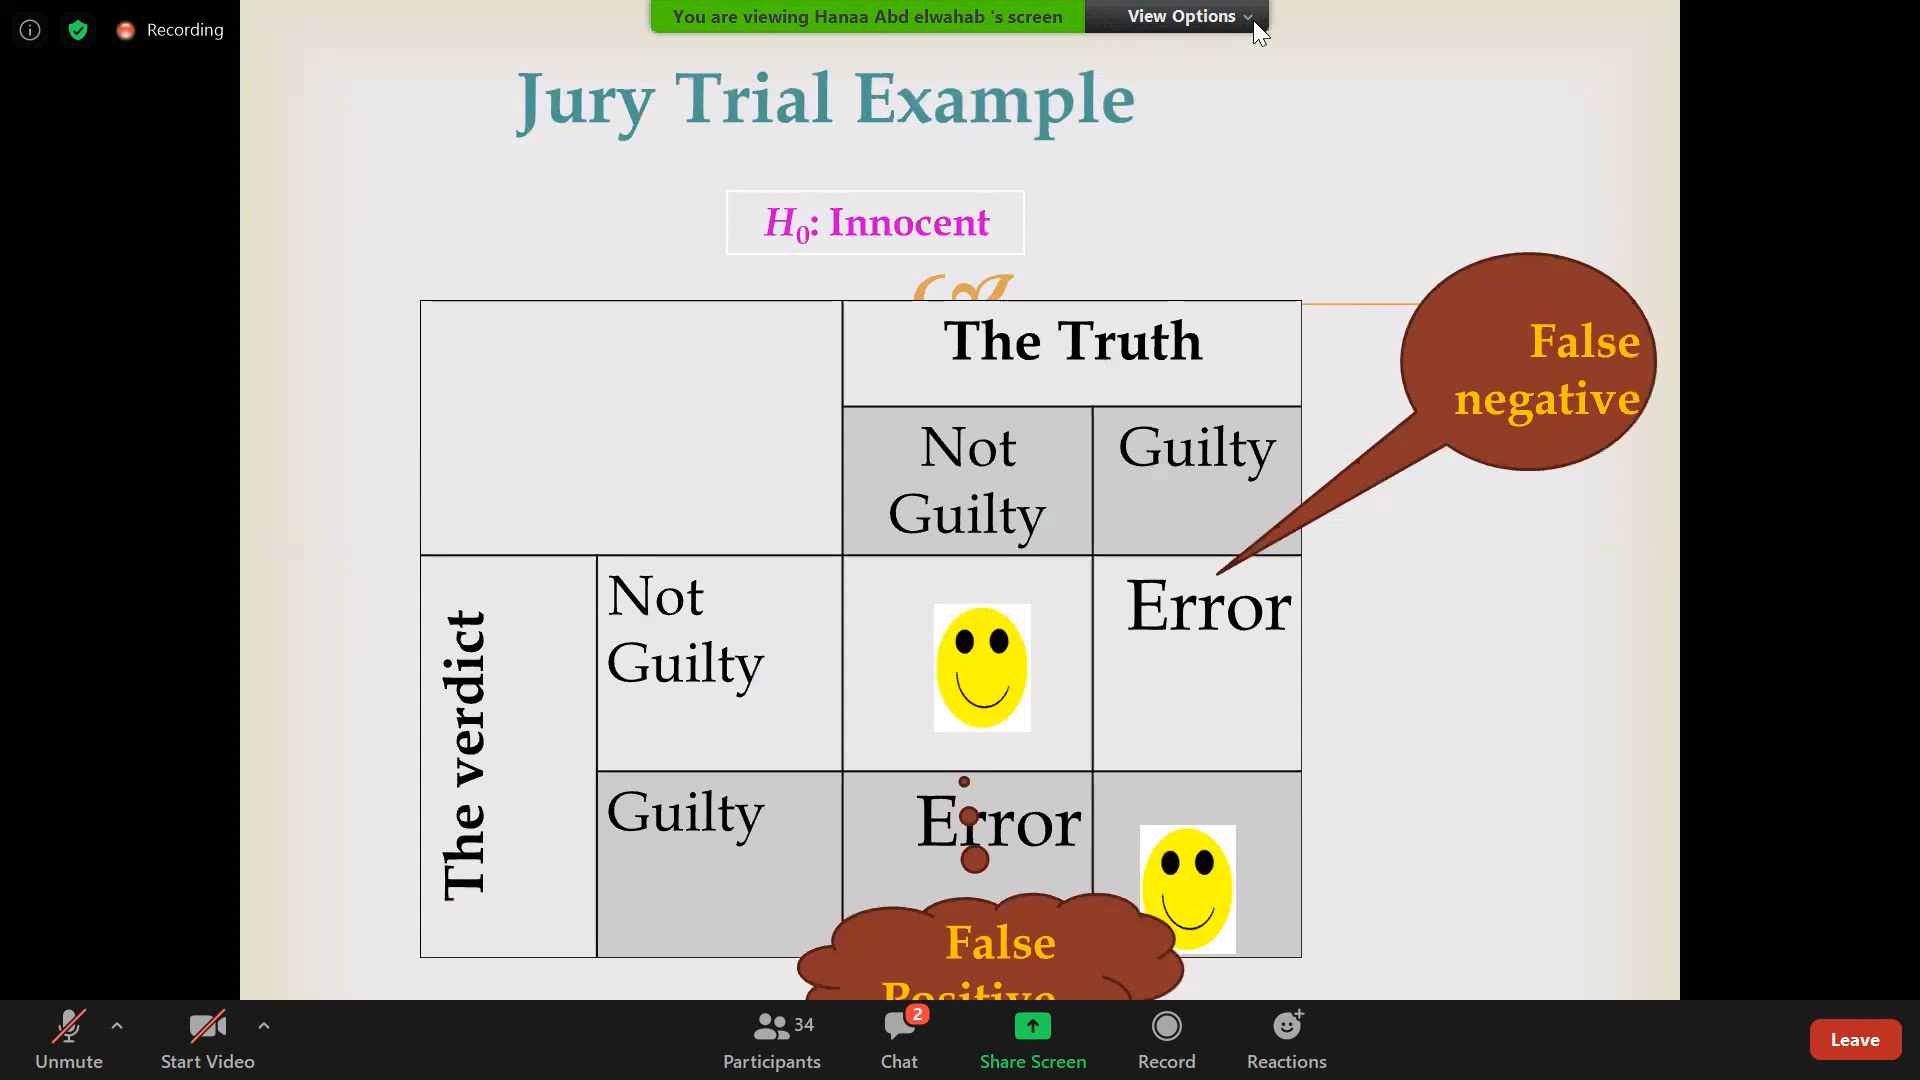 You are viewing Hanaa Abd elwahab 's screen
View Options
Recording
Jury Trial Example
H0: Innocent
The Truth
False
negative
Not
Guilty
Guilty
The verdict
Not
Guilty
Error
Guilty
Error
False
Positive
Unmute
Start Video
34
Participants
2
Chat
Share Screen
Record
Reactions
Leave